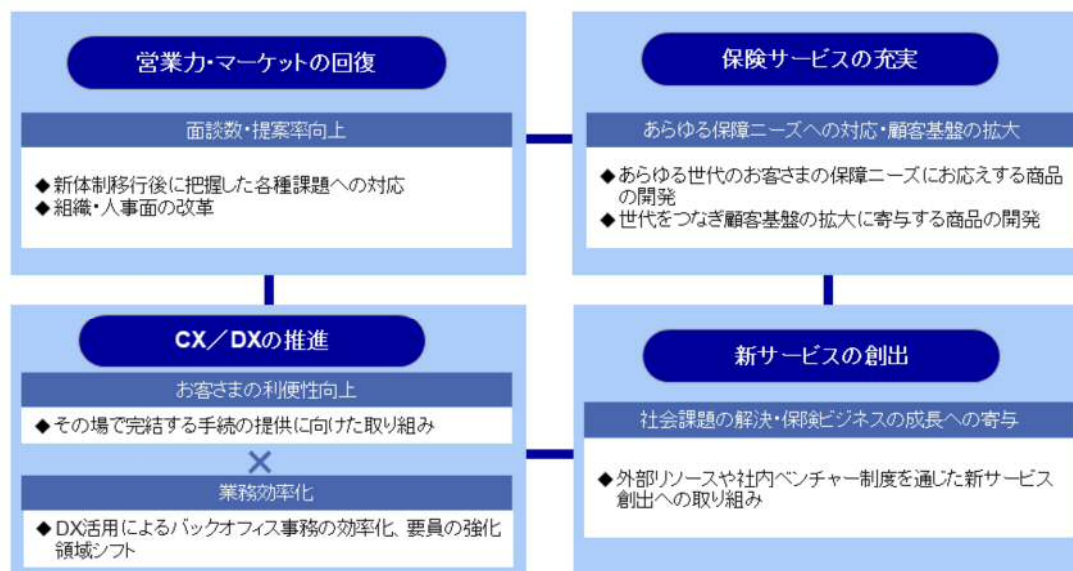 営業力・マーケットの回復
面談数・提案率向上
◆新体制移行後に把握した各種課題への対応
◆組織・人事面の改革
保険サービスの充実
あらゆる保障ニーズへの対応・顧客基盤の拡大
◆あらゆる世代のお客さまの保障ニーズにお応えする商品
の開発
◆世代をつなぎ顧客基盤の拡大に寄与する商品の開発
CX／DXの推進
お客さまの利便性向上
◆その場で完結する手続の提供に向けた取り組み
×
業務効率化
◆DX活用によるバックオフィス事務の効率化、要員の強化
領域シフト
新サービスの創出
社会課題の解決・保険ビジネスの成長への寄与
◆外部リソースや社内ベンチャー制度を通じた新サービス
創出への取り組み